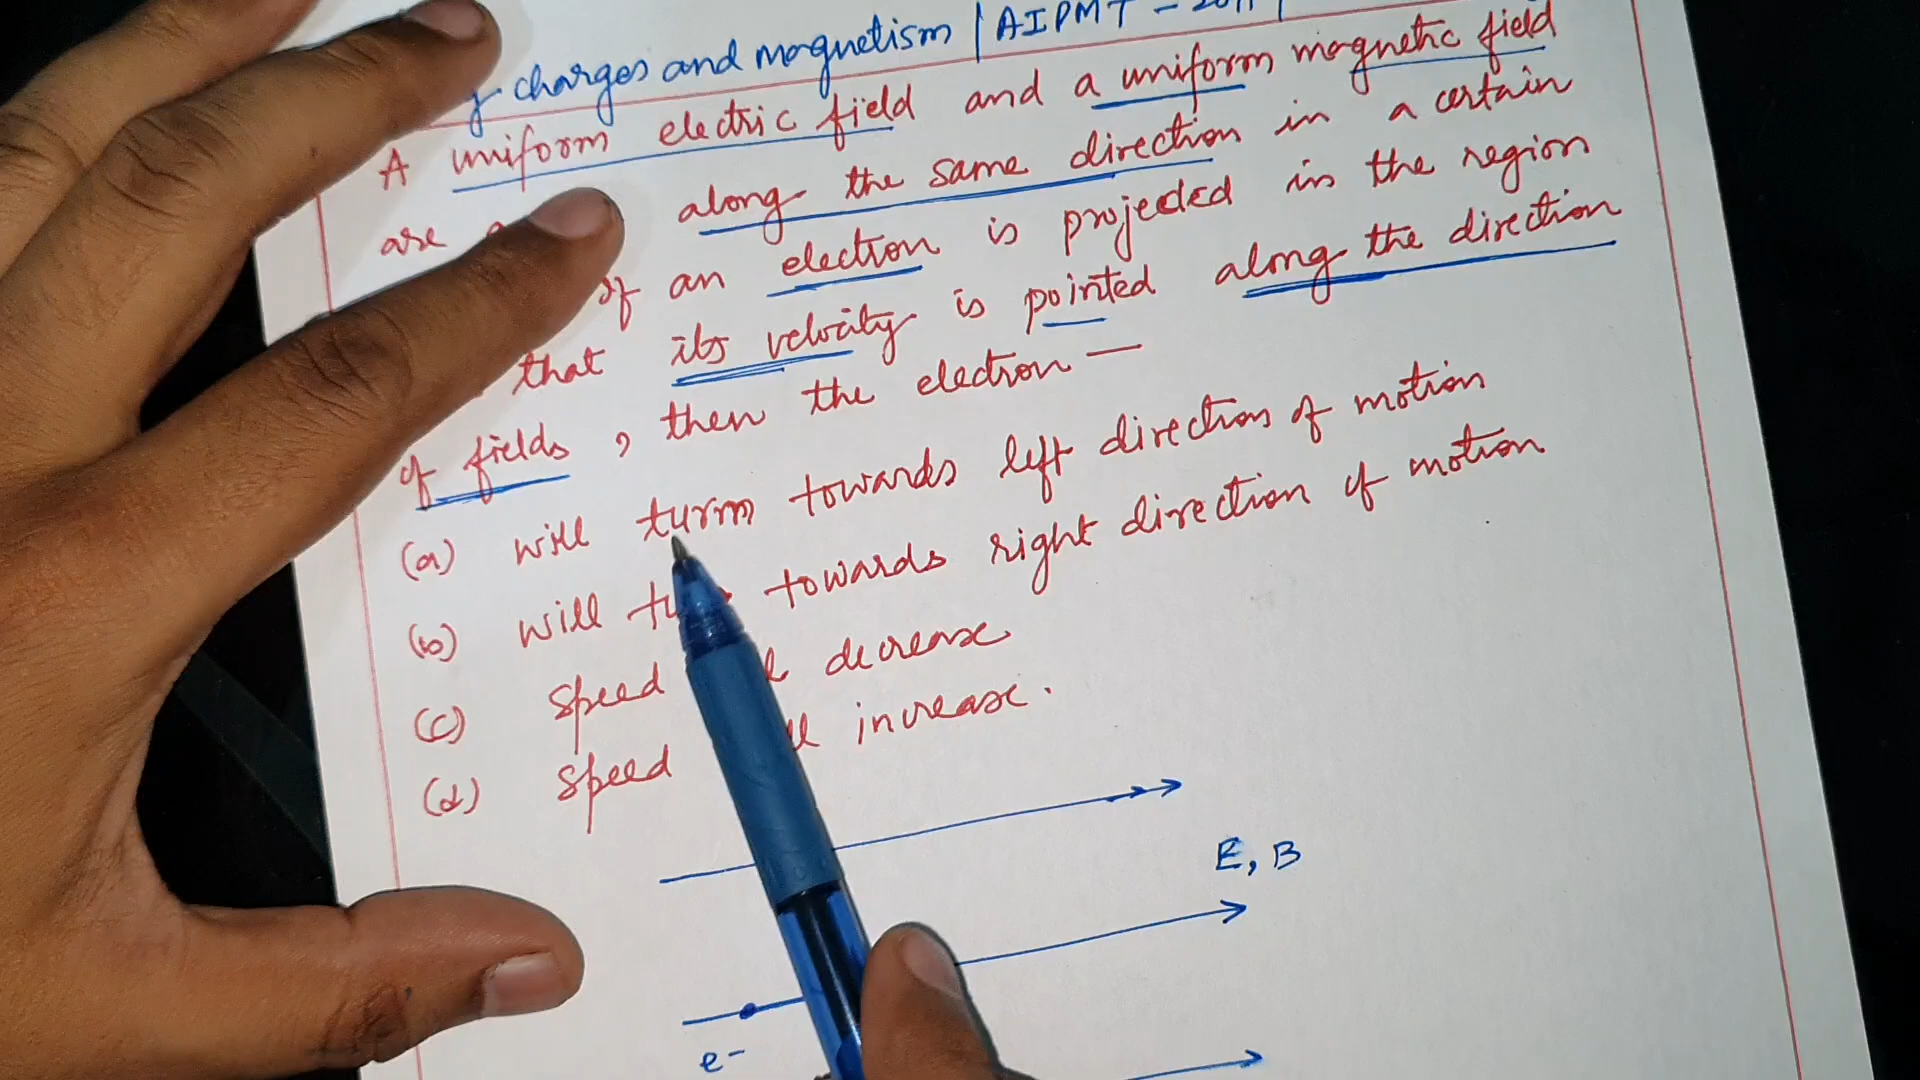 charges and magnetism | AIPMT -
A uniform electric field and a uniform magnetic field
are along the same direction in a certain
if an electron is projected in the region
that its velocity is pointed along the direction
of fields, then the electron —
(a) will turn towards left direction of motion
(b) will towards right direction of motion
(c) speed decrease
(d) speed increase.
E, B
e-